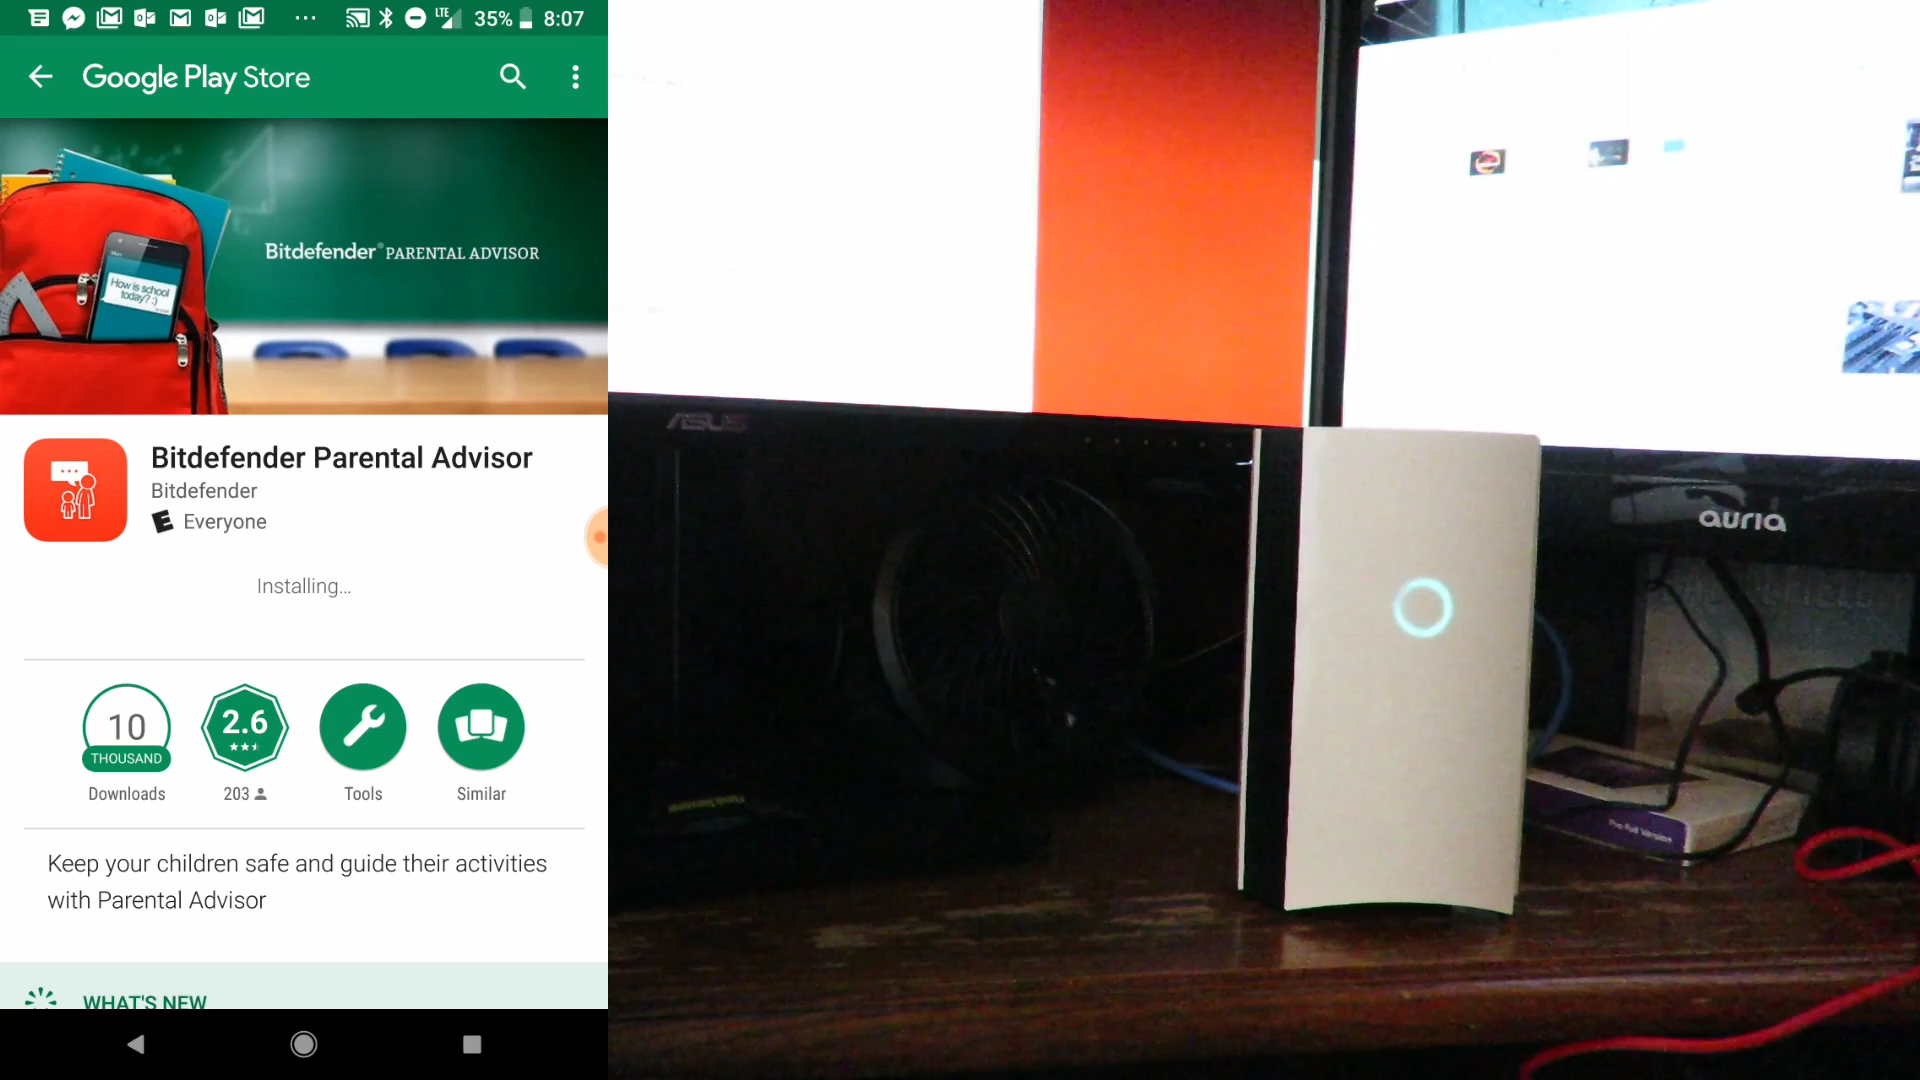 LTE 35% 8:07
Google Play Store
Bitdefender® PARENTAL ADVISOR
How is school
today? :)
Bitdefender Parental Advisor
Bitdefender
E Everyone
Installing...
10
THOUSAND
Downloads
2.6
203
Tools
Similar
Keep your children safe and guide their activities
with Parental Advisor
WHAT'S NEW
ASUS
auria